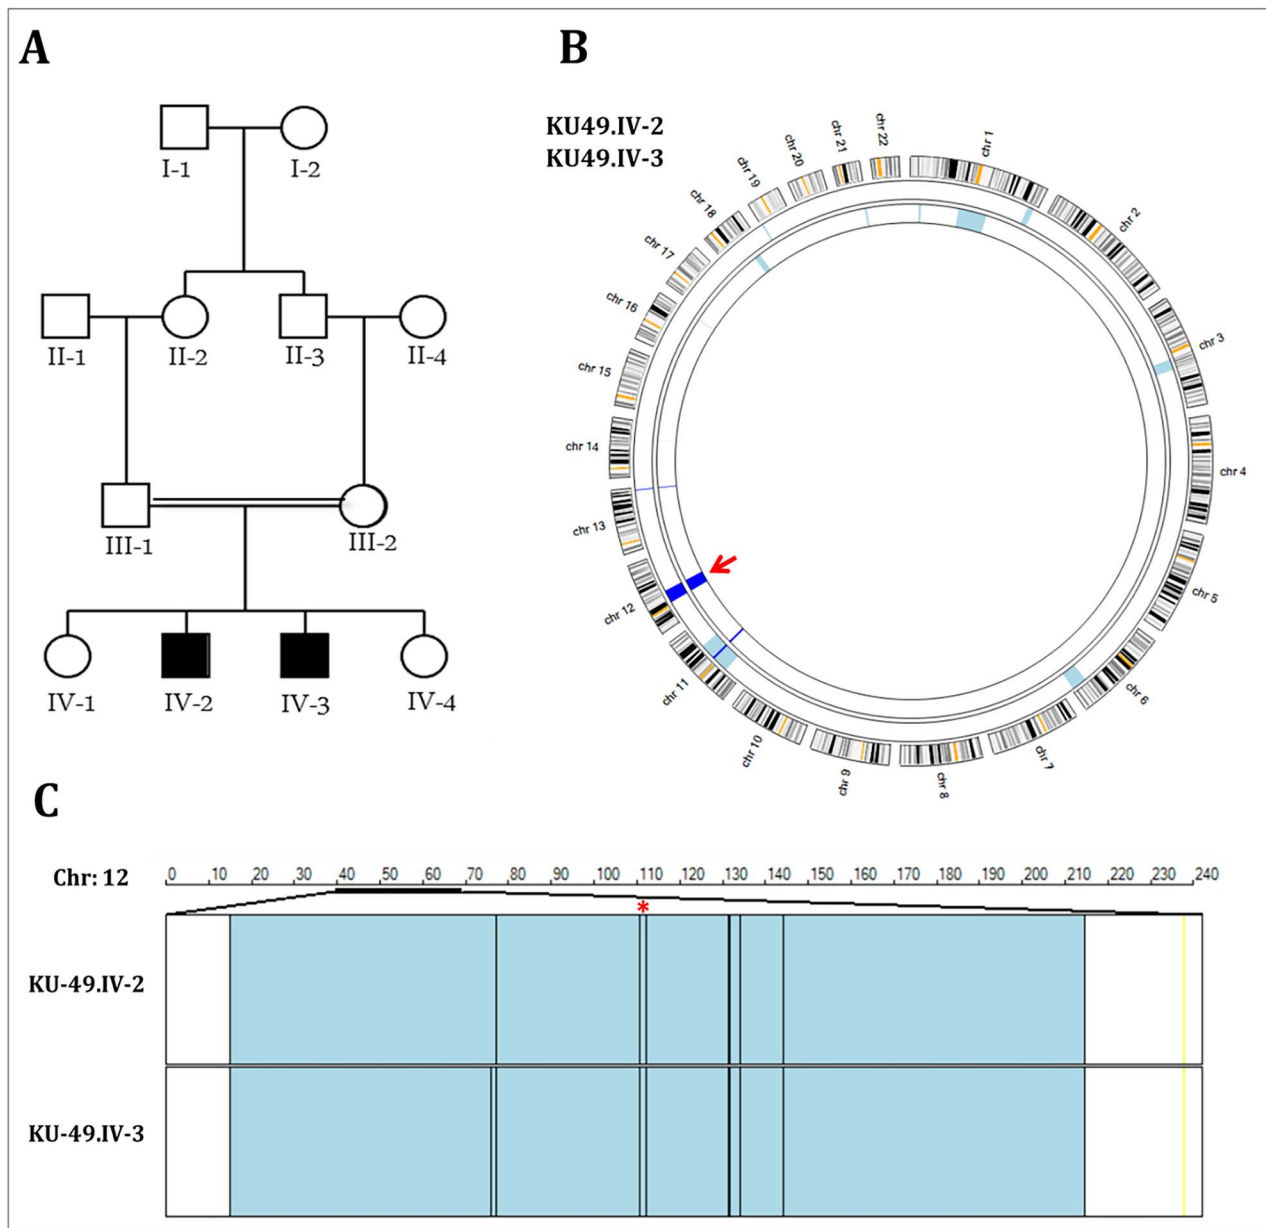 A
I-1
I-2
II-1
II-2
II-3
II-4
III-1
III-2
IV-1
IV-2
IV-3
IV-4
B
KU49.IV-2
KU49.IV-3
chr 1
chr 2
chr 3
chr 4
chr 5
chr 6
chr 7
chr 8
chr 9
chr 10
chr 11
chr 12
chr 13
chr 14
chr 15
chr 16
chr 17
chr 18
chr 19
chr 20
chr 21
chr 22
C
Chr: 12
0 10 20 30 40 50 60 70 80 90 100 110 120 130 140 150 160 170 180 190 200 210 220 230 240
*
KU-49.IV-2
KU-49.IV-3